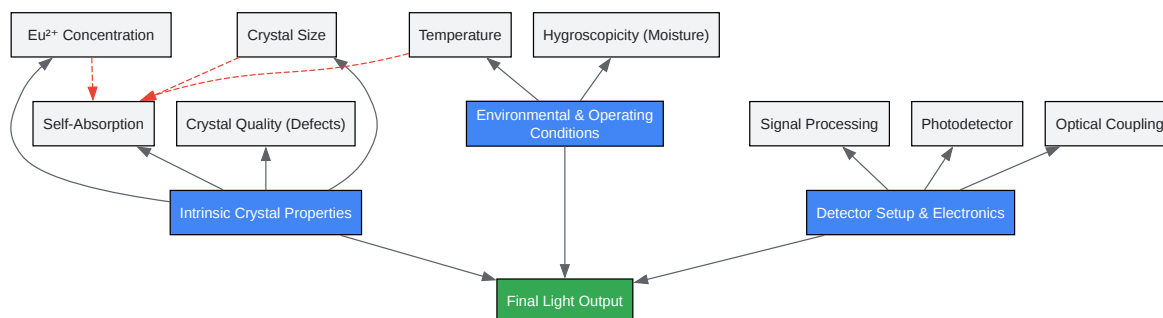 Eu²⁺ Concentration
Crystal Size
Temperature
Hygroscopicity (Moisture)
Self-Absorption
Crystal Quality (Defects)
Environmental & Operating
Conditions
Signal Processing
Photodetector
Optical Coupling
Intrinsic Crystal Properties
Detector Setup & Electronics
Final Light Output